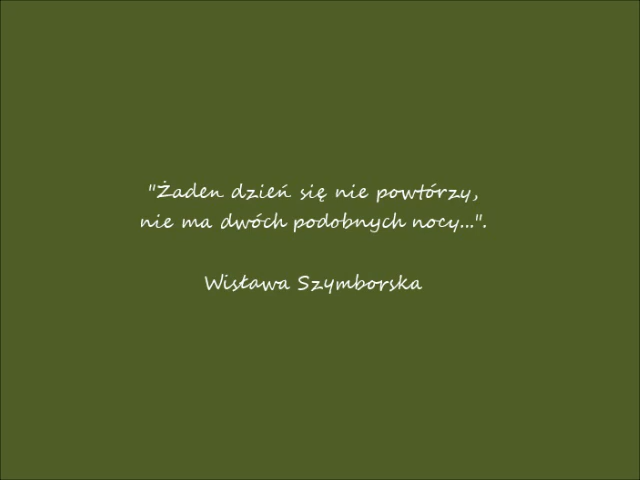 "Żaden dzień się nie powtórzy,
nie ma dwóch podobnych nocy...".
Wisława Szymborska